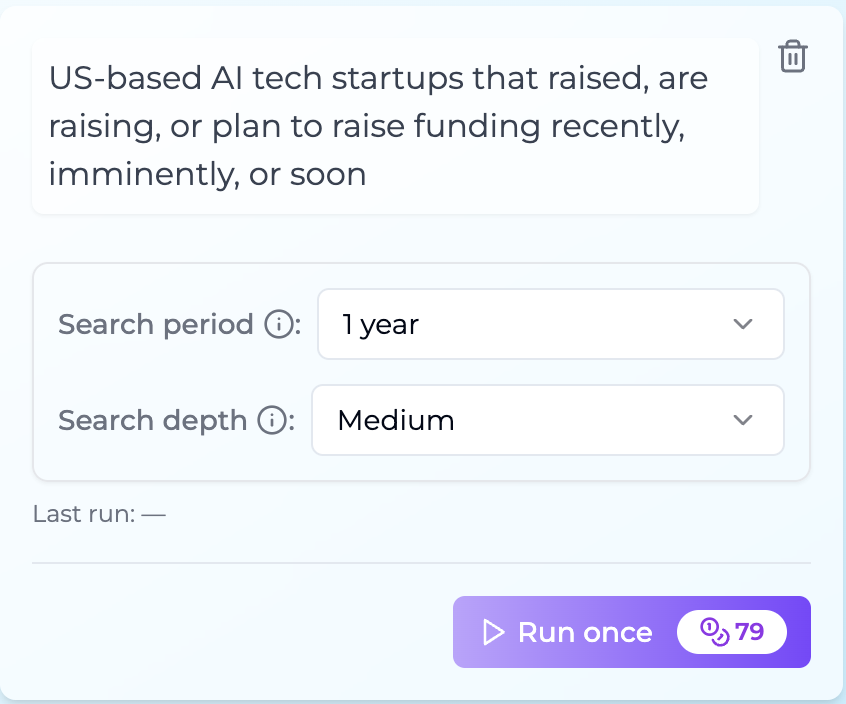 US-based AI tech startups that raised, are
raising, or plan to raise funding recently,
imminently, or soon
Search period i: 1 year
Search depth i: Medium
Last run: —
Run once 79